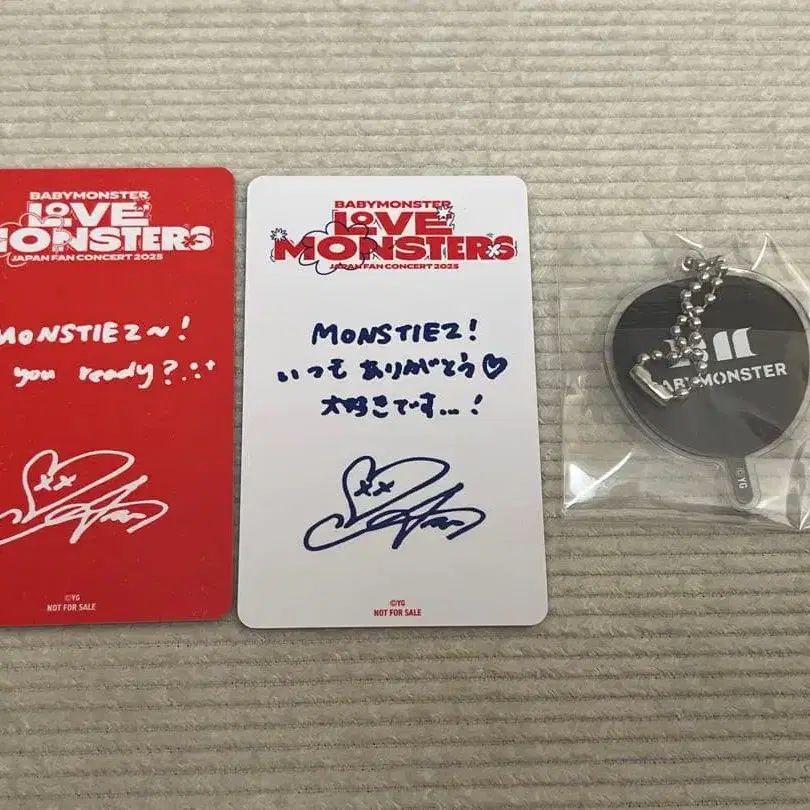 BABYMONSTER
LOVE
MONSTERS
JAPAN FAN CONCERT 2025
MONSTIEZ~!
you ready?
©YG
NOT FOR SALE
BABYMONSTER
LOVE
MONSTERS
JAPAN FAN CONCERT 2025
MONSTIEZ!
いつも ありがとう♡
大好きです...!
©YG
NOT FOR SALE
BABYMONSTER
©YG